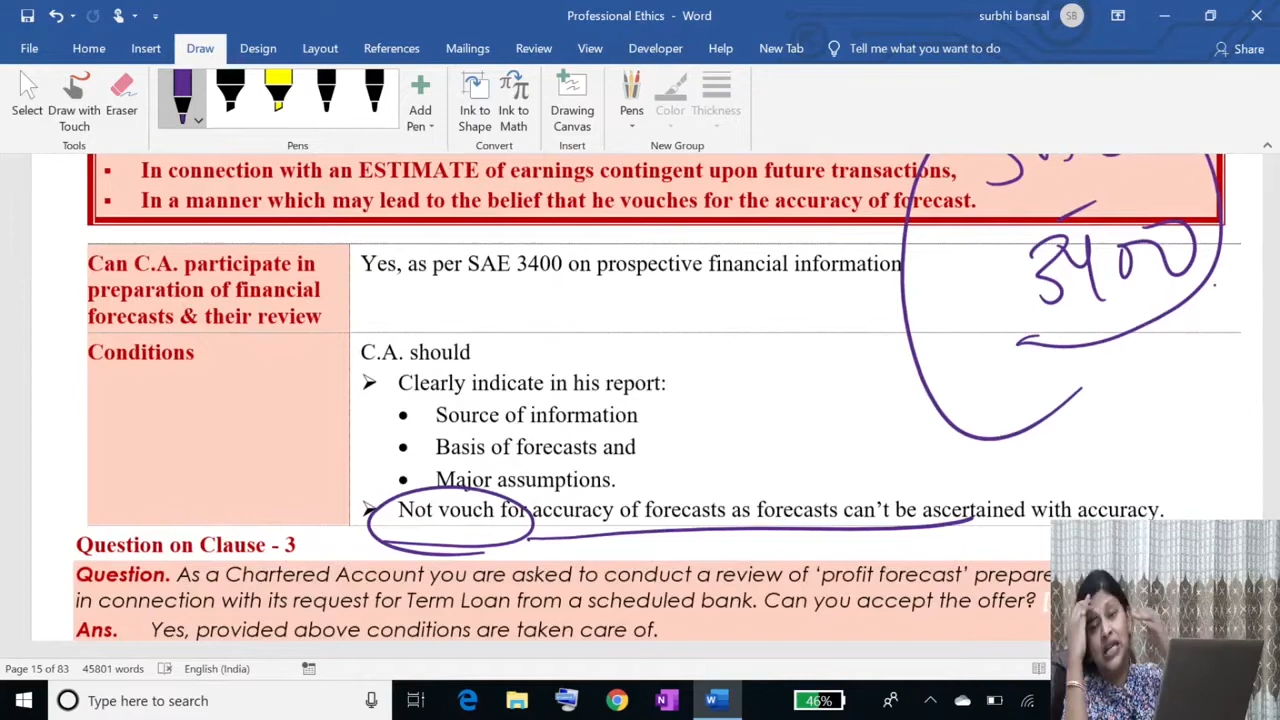 Professional Ethics - Word
surbhi bansal
SB
File
Home
Insert
Draw
Design
Layout
References
Mailings
Review
View
Developer
Help
New Tab
Tell me what you want to do
Share
Select
Draw with Touch
Eraser
Add Pen
Ink to Shape
Ink to Math
Drawing Canvas
Pens
Color
Thickness
Tools
Pens
Convert
Insert
New Group
▪ In connection with an ESTIMATE of earnings contingent upon future transactions,
▪ In a manner which may lead to the belief that he vouches for the accuracy of forecast.
3400
Can C.A. participate in
preparation of financial
forecasts & their review
Yes, as per SAE 3400 on prospective financial information
Conditions
C.A. should
➢ Clearly indicate in his report:
• Source of information
• Basis of forecasts and
• Major assumptions.
➢ Not vouch for accuracy of forecasts as forecasts can't be ascertained with accuracy.
Question on Clause - 3
Question. As a Chartered Account you are asked to conduct a review of 'profit forecast' prepare
in connection with its request for Term Loan from a scheduled bank. Can you accept the offer?
Ans. Yes, provided above conditions are taken care of.
Page 15 of 83
45801 words
English (India)
Type here to search
46%